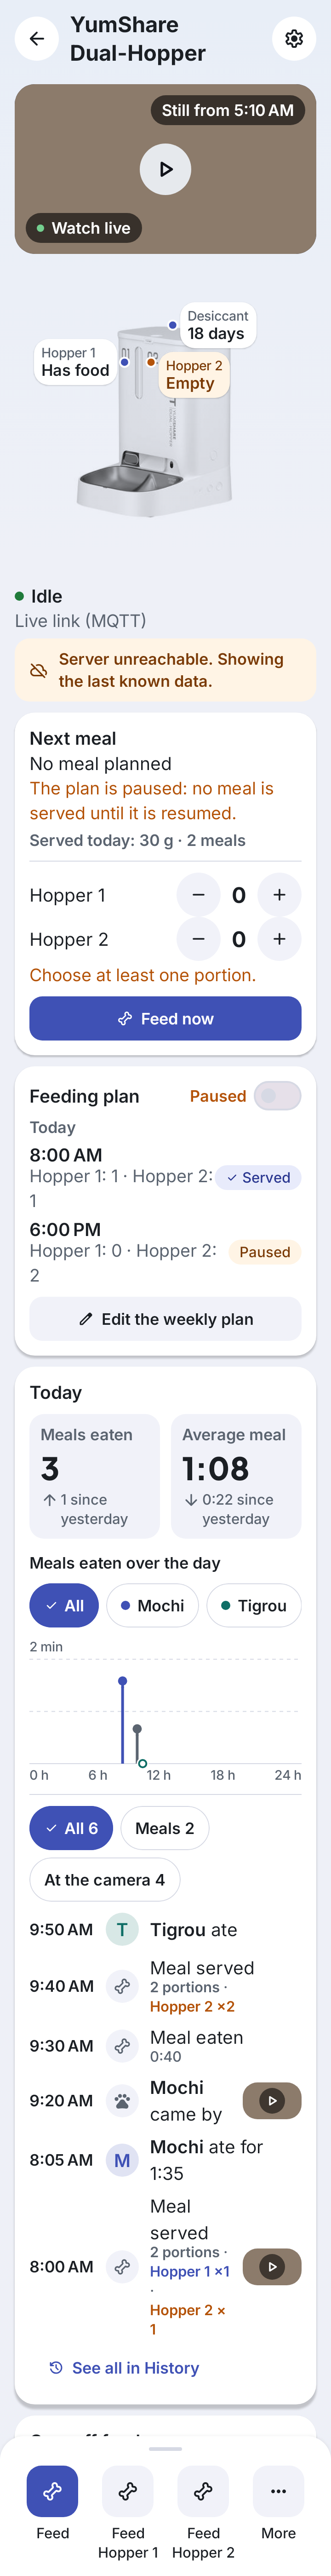 YumShare
Dual-Hopper
Still from 5:10 AM
Watch live
Desiccant
18 days
Hopper 1
Has food
Hopper 2
Empty
Idle
Live link (MQTT)
Server unreachable. Showing
the last known data.
Next meal
No meal planned
The plan is paused: no meal is
served until it is resumed.
Served today: 30 g · 2 meals
Hopper 1
− 0 +
Hopper 2
− 0 +
Choose at least one portion.
Feed now
Feeding plan
Paused
Today
8:00 AM
Hopper 1: 1 · Hopper 2:
1
Served
6:00 PM
Hopper 1: 0 · Hopper 2:
2
Paused
Edit the weekly plan
Today
Meals eaten
3
1 since
yesterday
Average meal
1:08
0:22 since
yesterday
Meals eaten over the day
All
Mochi
Tigrou
2 min
0 h 6 h 12 h 18 h 24 h
All 6
Meals 2
At the camera 4
9:50 AM
T
Tigrou ate
9:40 AM
Meal served
2 portions ·
Hopper 2 ×2
9:30 AM
Meal eaten
0:40
9:20 AM
Mochi
came by
8:05 AM
M
Mochi ate for
1:35
8:00 AM
Meal
served
2 portions ·
Hopper 1 ×1
·
Hopper 2 ×
1
See all in History
Feed
Feed
Hopper 1
Feed
Hopper 2
More